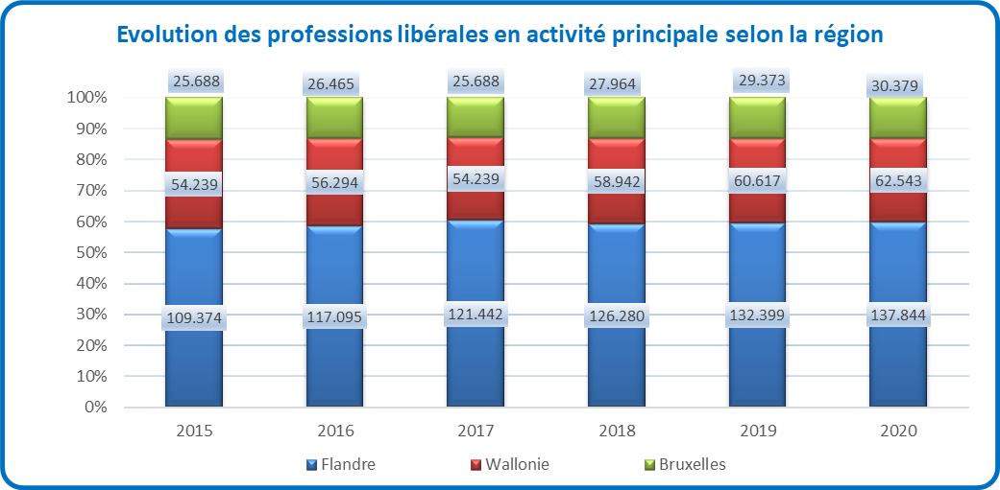 Evolution des professions libérales en activité principale selon la région
25.688 26.465 25.688 27.964 29.373 30.379
100%
90%
80%
70%
54.239 56.294 54.239 58.942 60.617 62.543
60%
50%
40%
30%
109.374 117.095 121.442 126.280 132.399 137.844
20%
10%
0%
2015 2016 2017 2018 2019 2020
Flandre Wallonie Bruxelles